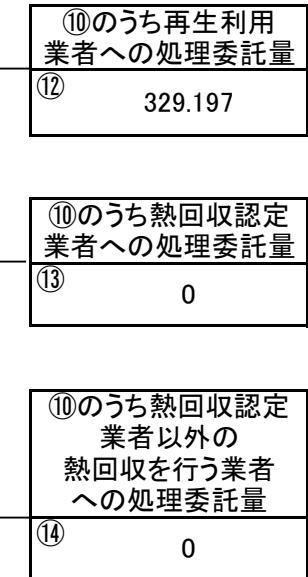 ⑩のうち再生利用
業者への処理委託量
⑫
329.197
⑩のうち熱回収認定
業者への処理委託量
⑬
0
⑩のうち熱回収認定
業者以外の
熱回収を行う業者
への処理委託量
⑭
0